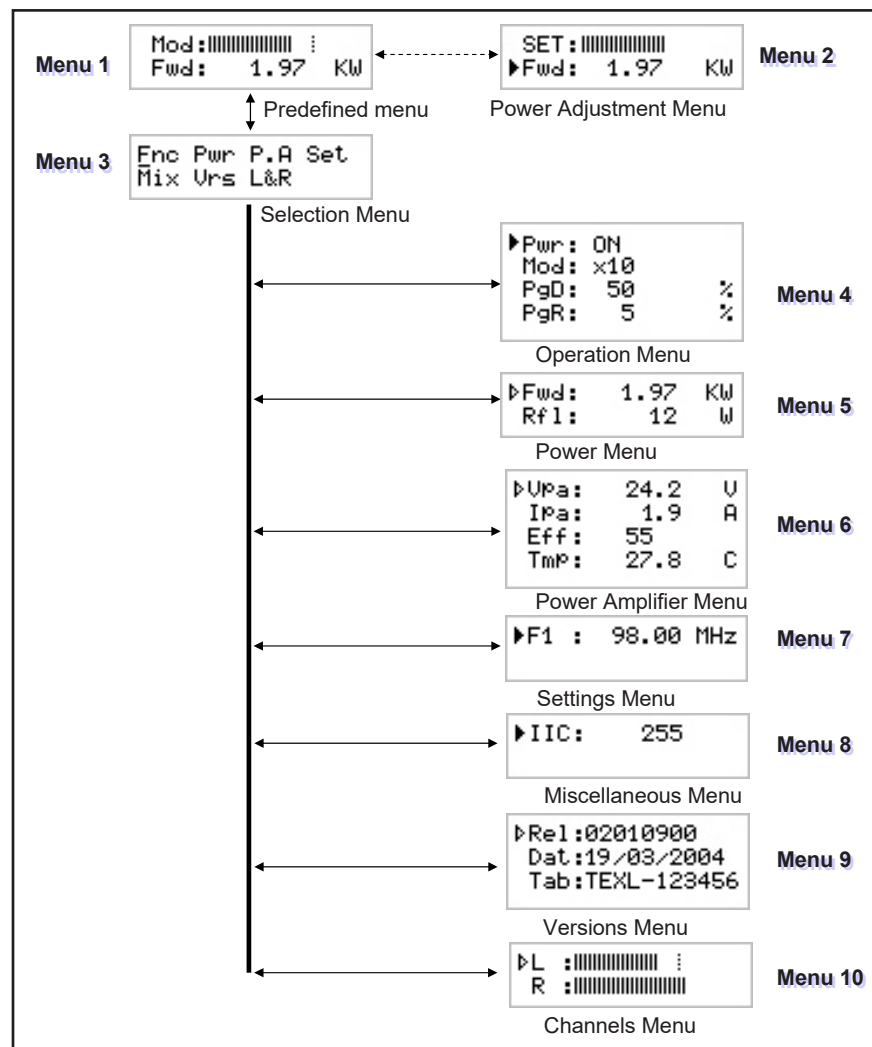 Menu 1
Mod:
Fwd: 1.97 KW
SET:
Fwd: 1.97 KW
Menu 2
Predefined menu
Power Adjustment Menu
Menu 3
Fnc Pwr P.A Set
Mix Vrs L&R
Selection Menu
Pwr: ON
Mod: x10
PgD: 50 %
PgR: 5 %
Menu 4
Operation Menu
Fwd: 1.97 KW
Rfl: 12 W
Menu 5
Power Menu
Vpa: 24.2 V
Ipa: 1.9 A
Eff: 55
Tmp: 27.8 C
Menu 6
Power Amplifier Menu
F1 : 98.00 MHz
Menu 7
Settings Menu
IIC: 255
Menu 8
Miscellaneous Menu
Rel:02010900
Dat:19/03/2004
Tab:TEXL-123456
Menu 9
Versions Menu
L :
R :
Menu 10
Channels Menu